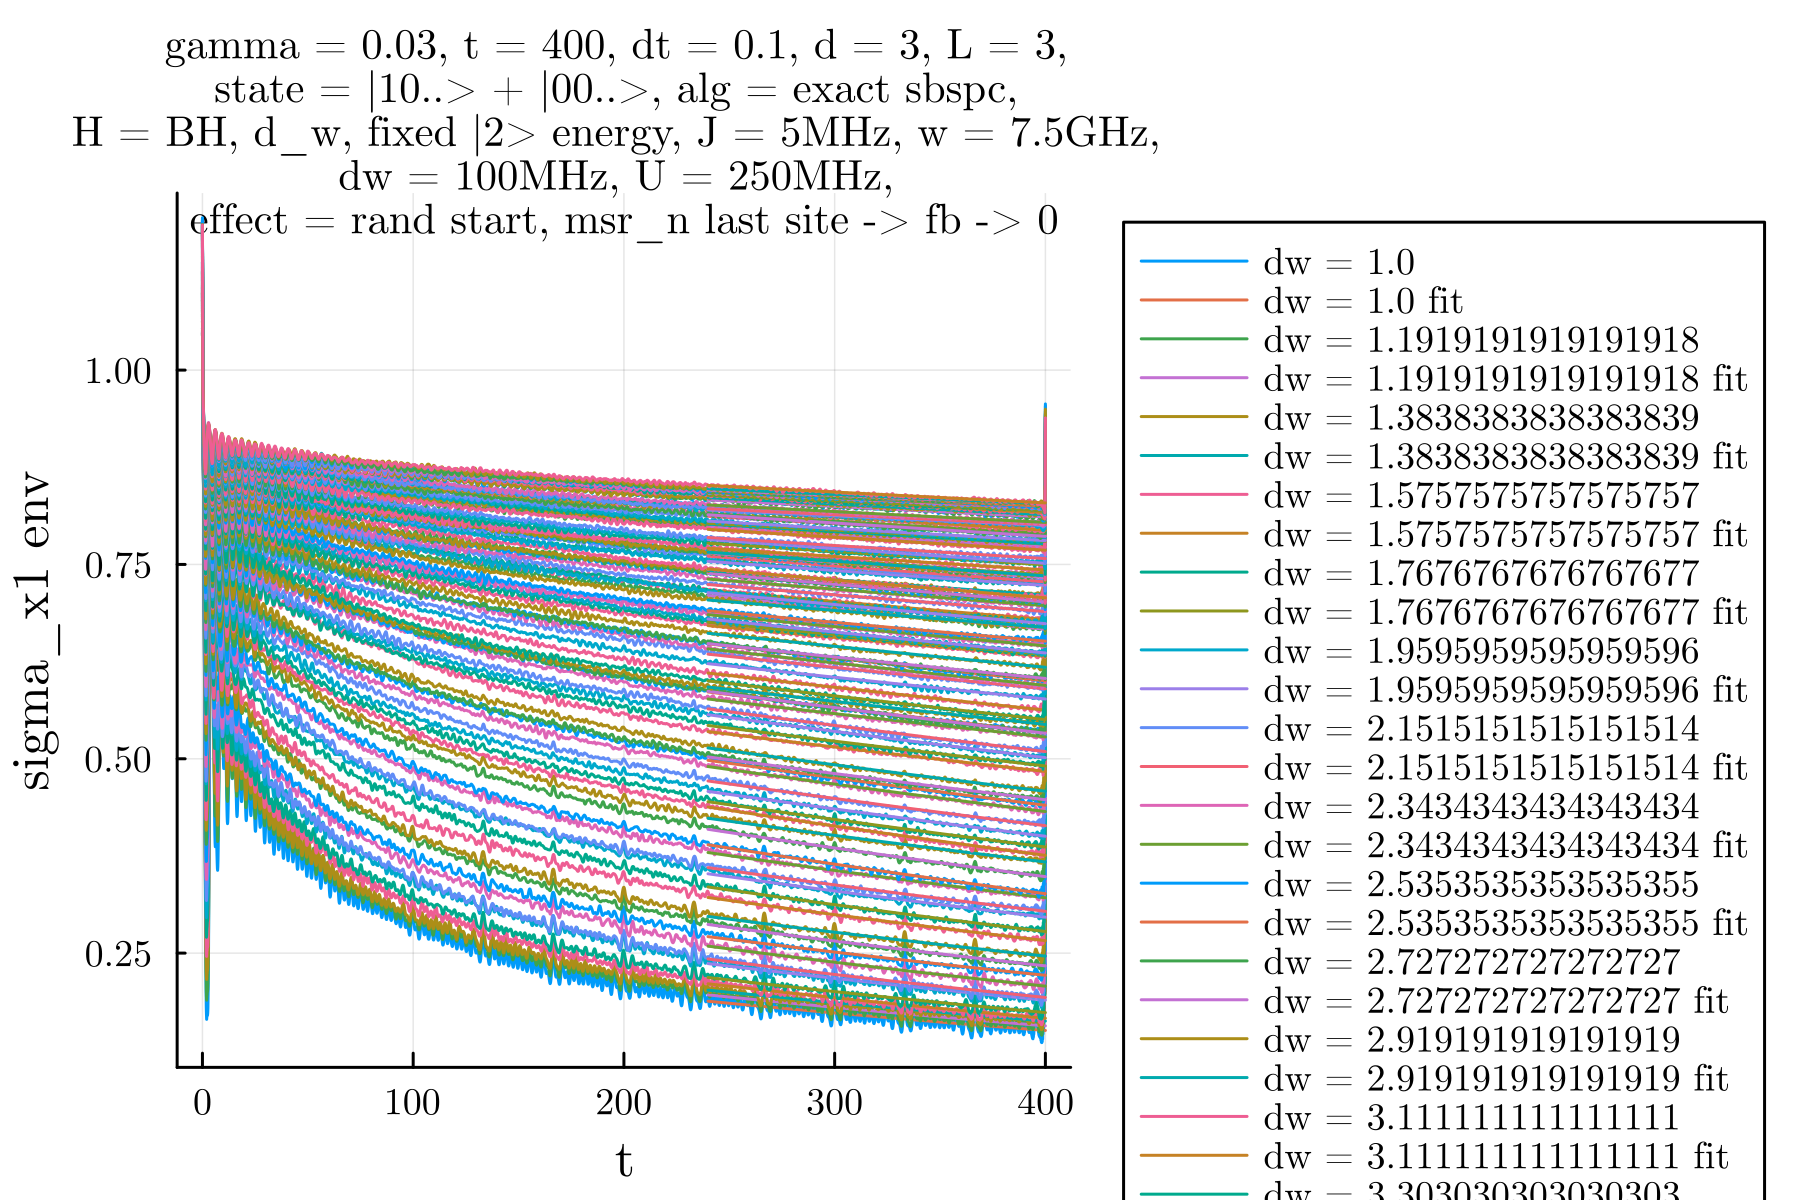 gamma = 0.03, t = 400, dt = 0.1, d = 3, L = 3,
state = |10..> + |00..>, alg = exact sbspc,
H = BH, d_w, fixed |2> energy, J = 5MHz, w = 7.5GHz,
dw = 100MHz, U = 250MHz,
effect = rand start, msr_n last site -> fb -> 0
sigma_x1 env
1.00
0.75
0.50
0.25
0 100 200 300 400
t
dw = 1.0
dw = 1.0 fit
dw = 1.1919191919191918
dw = 1.1919191919191918 fit
dw = 1.3838383838383839
dw = 1.3838383838383839 fit
dw = 1.5757575757575757
dw = 1.5757575757575757 fit
dw = 1.7676767676767677
dw = 1.7676767676767677 fit
dw = 1.9595959595959596
dw = 1.9595959595959596 fit
dw = 2.1515151515151514
dw = 2.1515151515151514 fit
dw = 2.3434343434343434
dw = 2.3434343434343434 fit
dw = 2.5353535353535355
dw = 2.5353535353535355 fit
dw = 2.727272727272727
dw = 2.727272727272727 fit
dw = 2.919191919191919
dw = 2.919191919191919 fit
dw = 3.111111111111111
dw = 3.111111111111111 fit
dw = 3.303030303030303